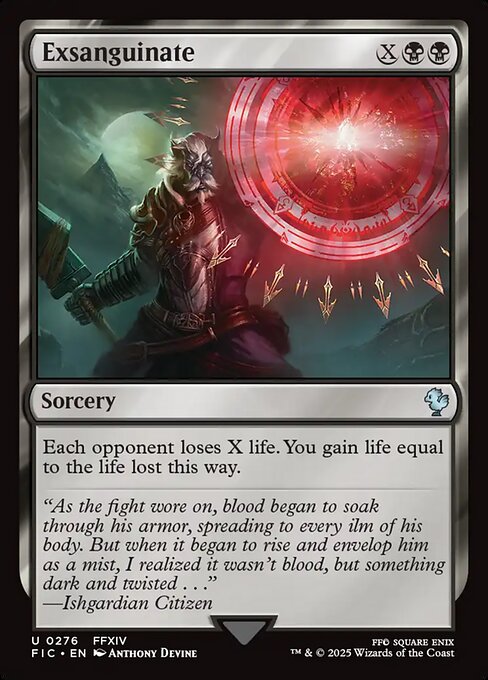 Exsanguinate X
Sorcery
Each opponent loses X life. You gain life equal
to the life lost this way.
“As the fight wore on, blood began to soak
through his armor, spreading to every ilm of his
body. But when it began to rise and envelop him
as a mist, I realized it wasn’t blood, but something
dark and twisted . . .”
—Ishgardian Citizen
U 0276 FFXIV
FIC • EN Anthony Devine
FF© SQUARE ENIX
™ & © 2025 Wizards of the Coast